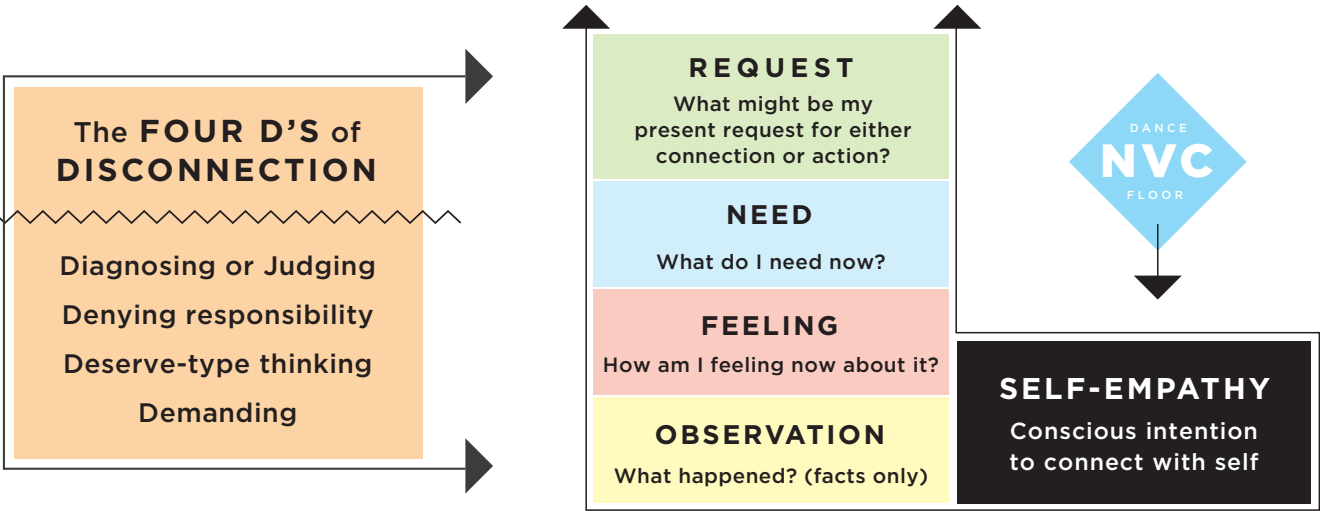 The FOUR D’S of
DISCONNECTION
Diagnosing or Judging
Denying responsibility
Deserve-type thinking
Demanding
REQUEST
What might be my
present request for either
connection or action?
NEED
What do I need now?
FEELING
How am I feeling now about it?
OBSERVATION
What happened? (facts only)
DANCE
NVC
FLOOR
SELF-EMPATHY
Conscious intention
to connect with self